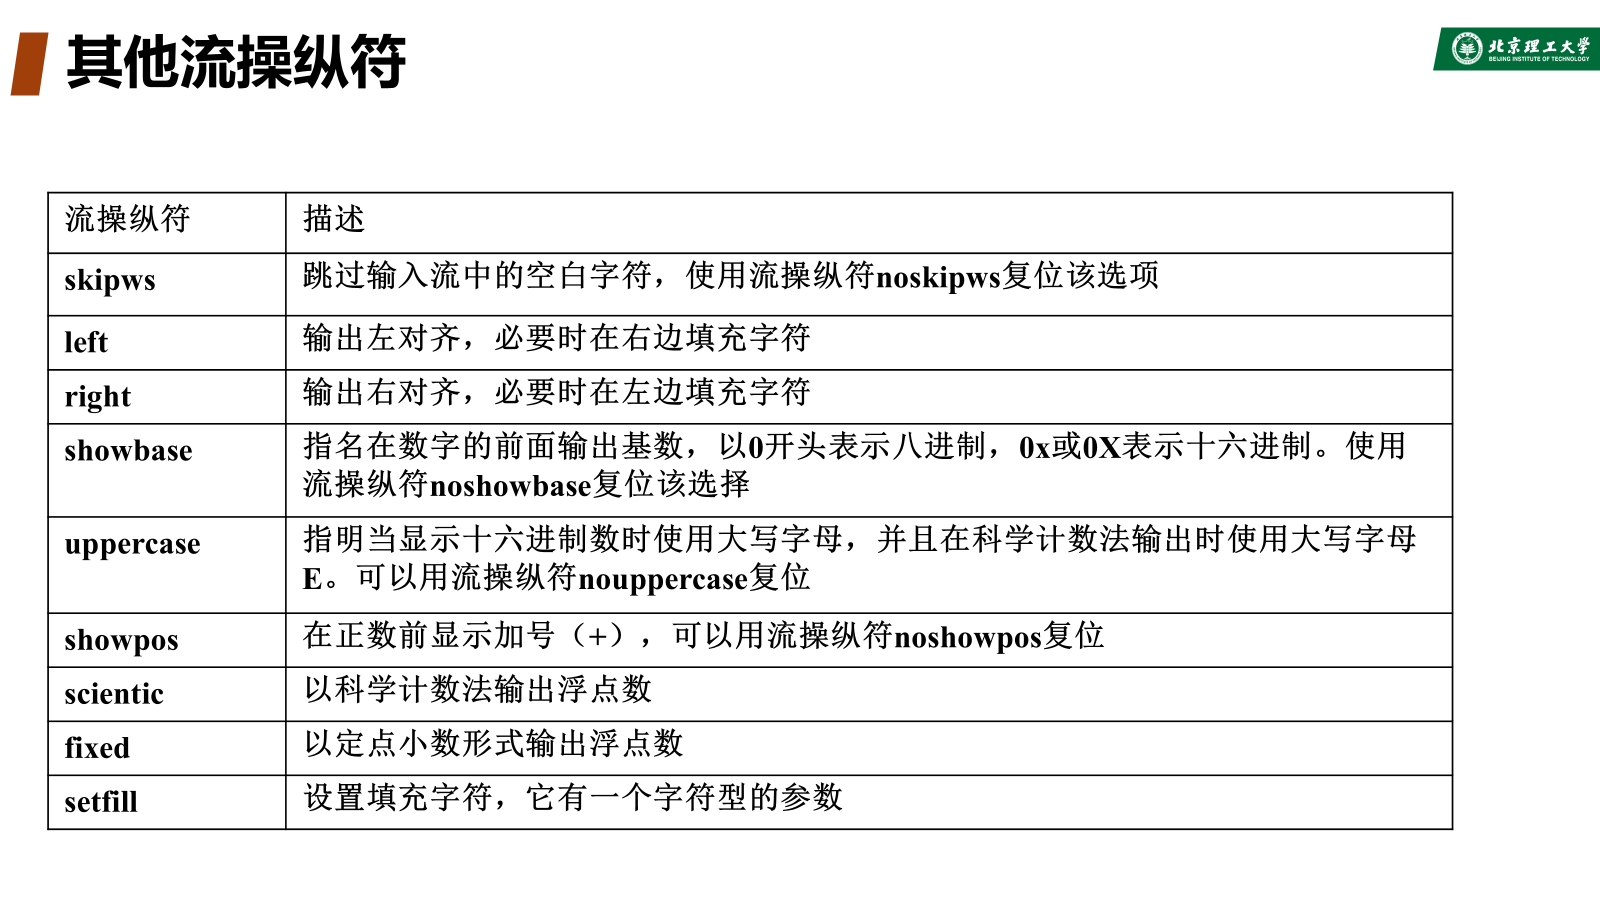 其他流操纵符
北京理工大学
BEIJING INSTITUTE OF TECHNOLOGY
流操纵符 描述
skipws 跳过输入流中的空白字符，使用流操纵符noskipws复位该选项
left 输出左对齐，必要时在右边填充字符
right 输出右对齐，必要时在左边填充字符
showbase 指名在数字的前面输出基数，以0开头表示八进制，0x或0X表示十六进制。使用
流操纵符noshowbase复位该选择
uppercase 指明当显示十六进制数时使用大写字母，并且在科学计数法输出时使用大写字母
E。可以用流操纵符nouppercase复位
showpos 在正数前显示加号（+），可以用流操纵符noshowpos复位
scientic 以科学计数法输出浮点数
fixed 以定点小数形式输出浮点数
setfill 设置填充字符，它有一个字符型的参数